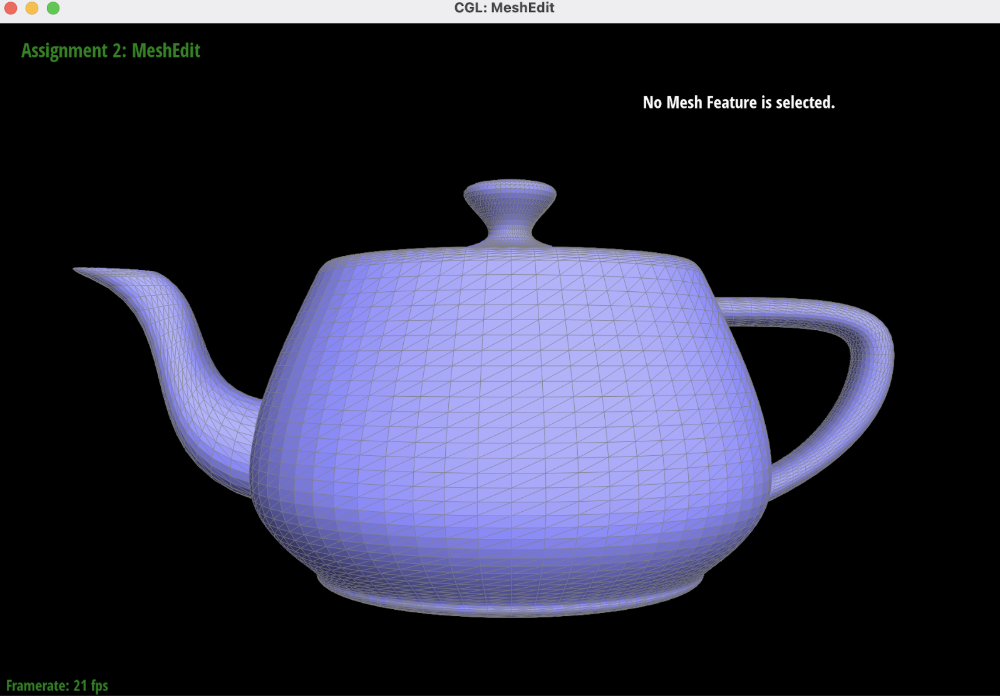 CGL: MeshEdit
Assignment 2: MeshEdit
No Mesh Feature is selected.
Framerate: 21 fps